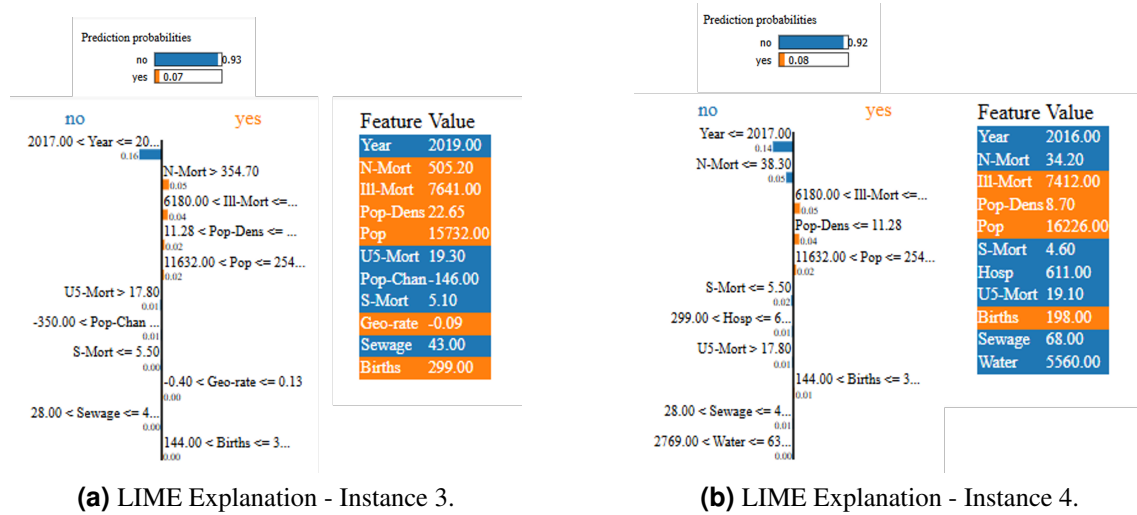 Prediction probabilities
no 0.93
yes 0.07
no yes
2017.00 < Year <= 20...
0.16
N-Mort > 354.70
0.05
6180.00 < Ill-Mort <=...
0.04
11.28 < Pop-Dens <= ...
0.02
11632.00 < Pop <= 254...
0.02
U5-Mort > 17.80
0.01
-350.00 < Pop-Chan ...
0.01
S-Mort <= 5.50
0.00
-0.40 < Geo-rate <= 0.13
0.00
28.00 < Sewage <= 4...
0.00
144.00 < Births <= 3...
0.00
Feature Value
Year 2019.00
N-Mort 505.20
Ill-Mort 7641.00
Pop-Dens 22.65
Pop 15732.00
U5-Mort 19.30
Pop-Chan -146.00
S-Mort 5.10
Geo-rate -0.09
Sewage 43.00
Births 299.00
(a) LIME Explanation - Instance 3.
Prediction probabilities
no 0.92
yes 0.08
no yes
Year <= 2017.00
0.14
N-Mort <= 38.30
0.05
6180.00 < Ill-Mort <=...
0.05
Pop-Dens <= 11.28
0.04
11632.00 < Pop <= 254...
0.02
S-Mort <= 5.50
0.02
299.00 < Hosp <= 6...
0.01
U5-Mort > 17.80
0.01
144.00 < Births <= 3...
0.01
28.00 < Sewage <= 4...
0.01
2769.00 < Water <= 63...
0.00
Feature Value
Year 2016.00
N-Mort 34.20
Ill-Mort 7412.00
Pop-Dens 8.70
Pop 16226.00
S-Mort 4.60
Hosp 611.00
U5-Mort 19.10
Births 198.00
Sewage 68.00
Water 5560.00
(b) LIME Explanation - Instance 4.